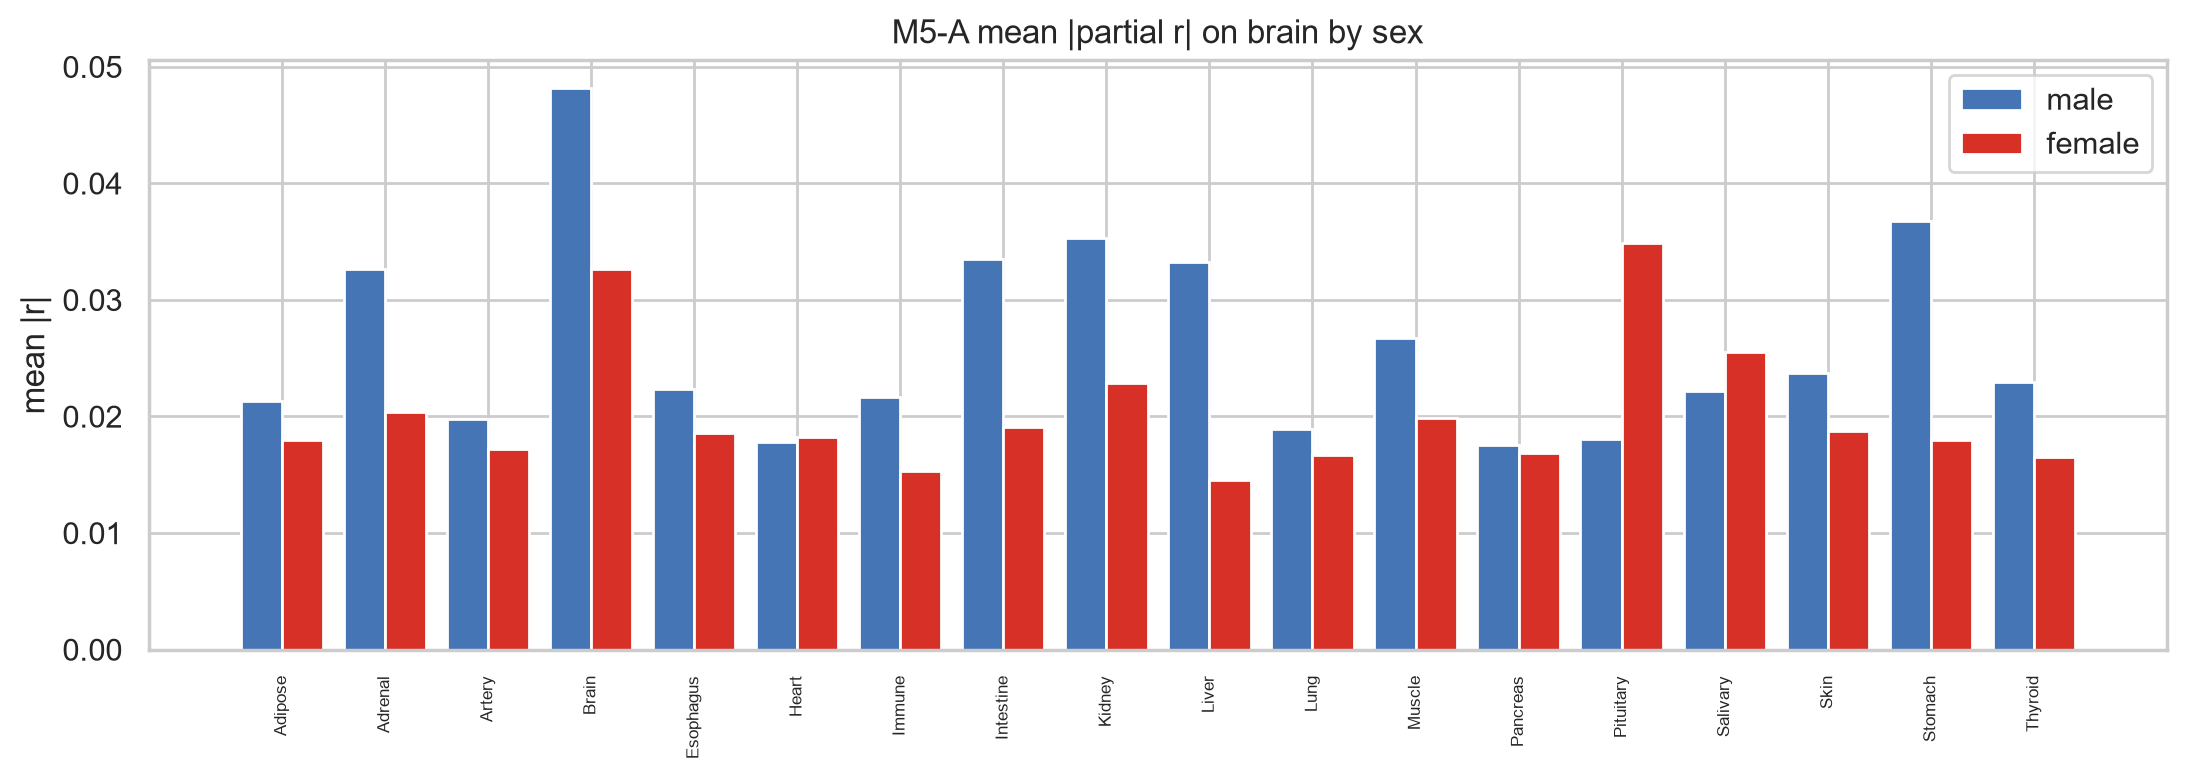 M5-A mean |partial r| on brain by sex
mean |r|
0.05
0.04
0.03
0.02
0.01
0.00
male
female
Adipose
Adrenal
Artery
Brain
Esophagus
Heart
Immune
Intestine
Kidney
Liver
Lung
Muscle
Pancreas
Pituitary
Salivary
Skin
Stomach
Thyroid